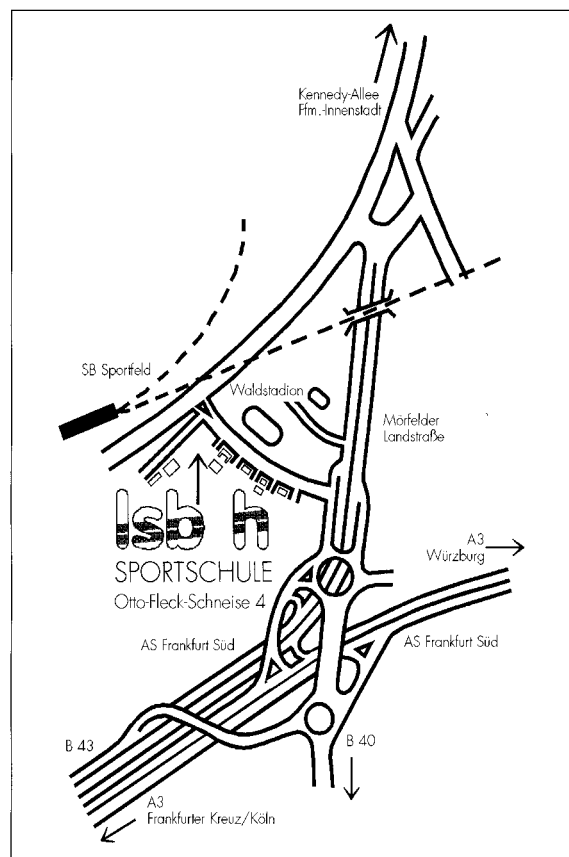 Kennedy-Allee
Ffm.-Innenstadt
SB Sportfeld
Waldstadion
Mörfelder
Landstraße
lsb h
SPORTSCHULE
Otto-Fleck-Schneise 4
A3
Würzburg
AS Frankfurt Süd
AS Frankfurt Süd
B 43
B 40
A3
Frankfurter Kreuz/Köln